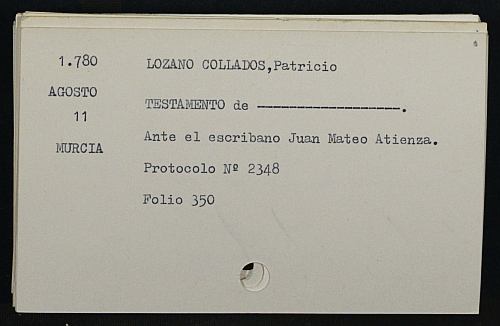 1.780 LOZANO COLLADOS,Patricio
AGOSTO TESTAMENTO de ------------------.
11
Ante el escribano Juan Mateo Atienza.
MURCIA
Protocolo Nº 2348
Folio 350